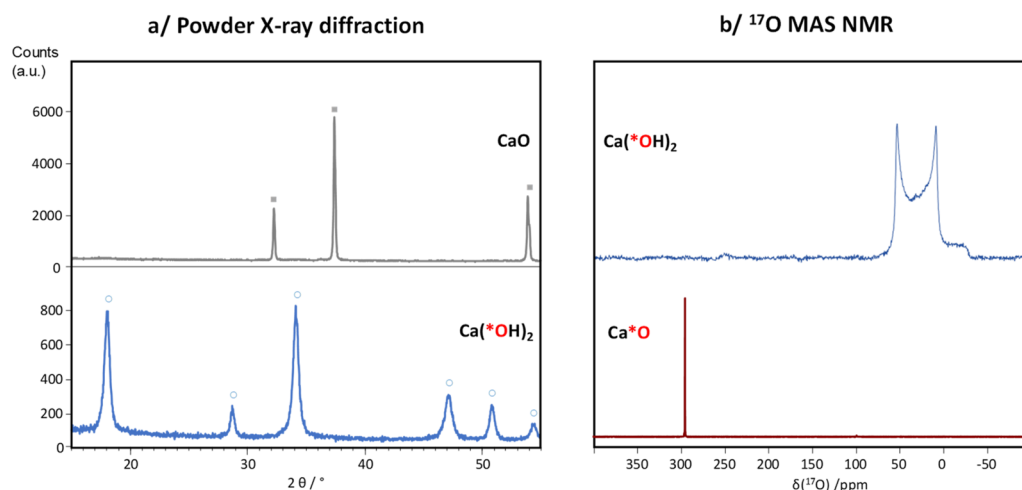 a/ Powder X-ray diffraction
Counts
(a.u.)
6000
4000
2000
0
CaO
800
600
400
200
0
Ca(*OH)₂
20 30 40 50
2 θ / °
b/ ¹⁷O MAS NMR
Ca(*OH)₂
Ca*O
350 300 250 200 150 100 50 0 -50
δ(¹⁷O) /ppm